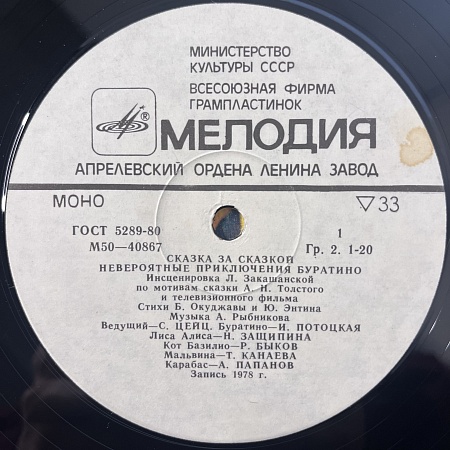 МИНИСТЕРСТВО
КУЛЬТУРЫ СССР
ВСЕСОЮЗНАЯ ФИРМА
ГРАМПЛАСТИНОК
® МЕЛОДИЯ
АПРЕЛЕВСКИЙ ОРДЕНА ЛЕНИНА ЗАВОД
МОНО ▽33
ГОСТ 5289-80 1
М50—40867 Гр. 2. 1-20
СКАЗКА ЗА СКАЗКОЙ
НЕВЕРОЯТНЫЕ ПРИКЛЮЧЕНИЯ БУРАТИНО
Инсценировка Л. Закашанской
по мотивам сказки А. Н. Толстого
и телевизионного фильма
Стихи Б. Окуджавы и Ю. Энтина
Музыка А. Рыбникова
Ведущий—С. ЦЕЙЦ. Буратино—И. ПОТОЦКАЯ
Лиса Алиса—Н. ЗАЩИПИНА
Кот Базилио—Р. БЫКОВ
Мальвина—Т. КАНАЕВА
Карабас—А. ПАПАНОВ
Запись 1978 г.